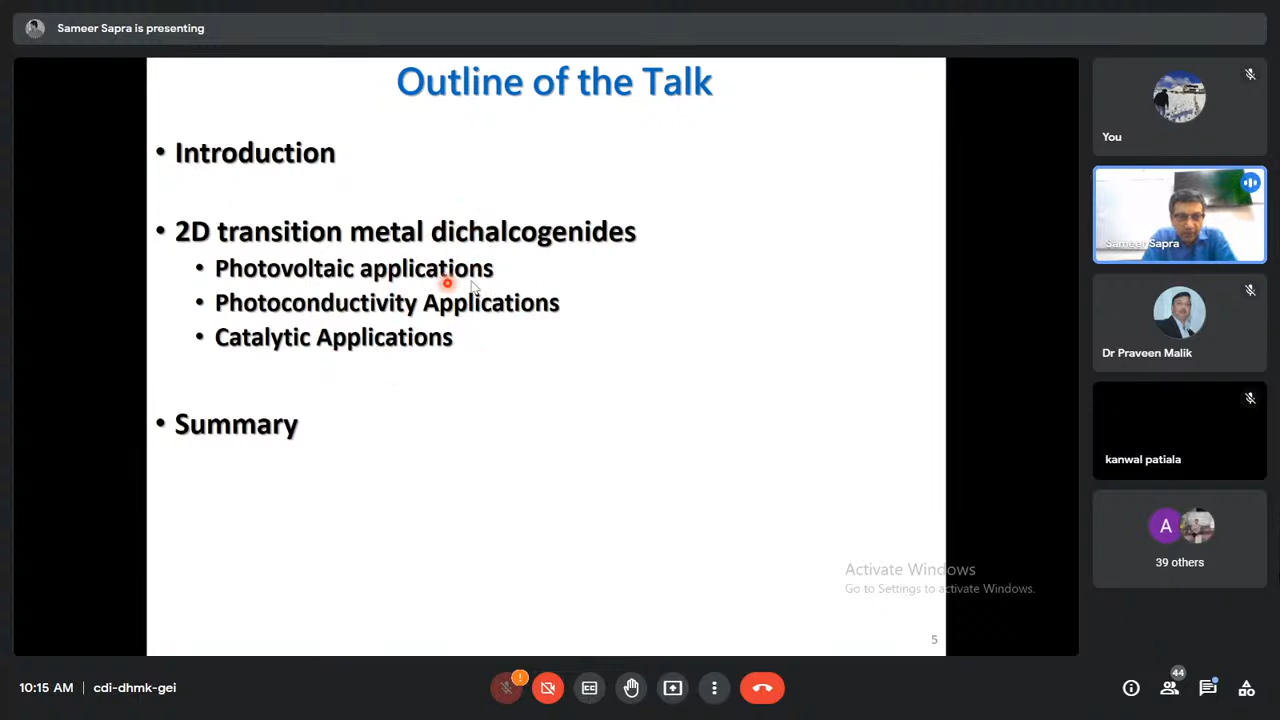 Sameer Sapra is presenting
Outline of the Talk
• Introduction
• 2D transition metal dichalcogenides
• Photovoltaic applications
• Photoconductivity Applications
• Catalytic Applications
• Summary
Activate Windows
Go to Settings to activate Windows.
5
You
Sameer Sapra
Dr Praveen Malik
kanwal patiala
A
39 others
10:15 AM | cdi-dhmk-gei
!
CC
44